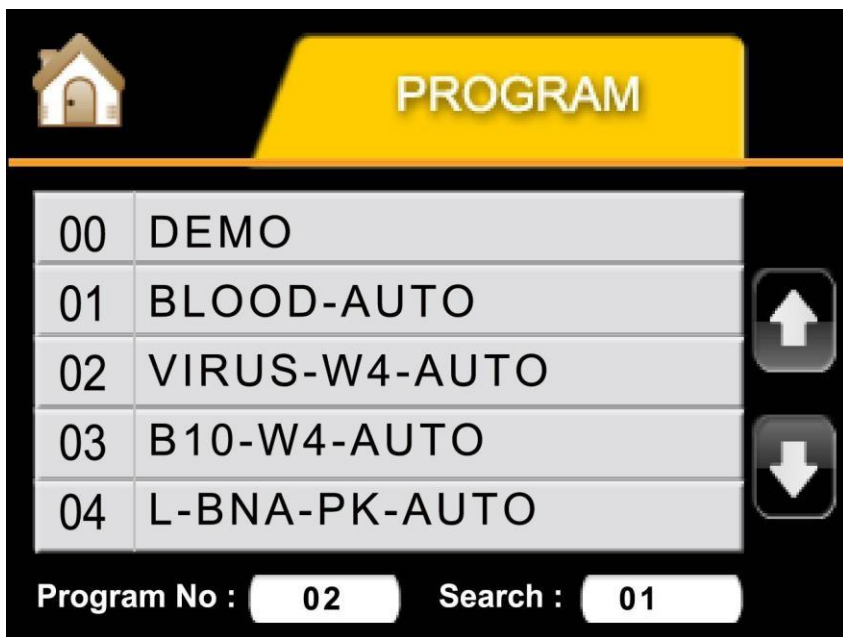 PROGRAM
00 DEMO
01 BLOOD-AUTO
02 VIRUS-W4-AUTO
03 B10-W4-AUTO
04 L-BNA-PK-AUTO
Program No : 02 Search : 01